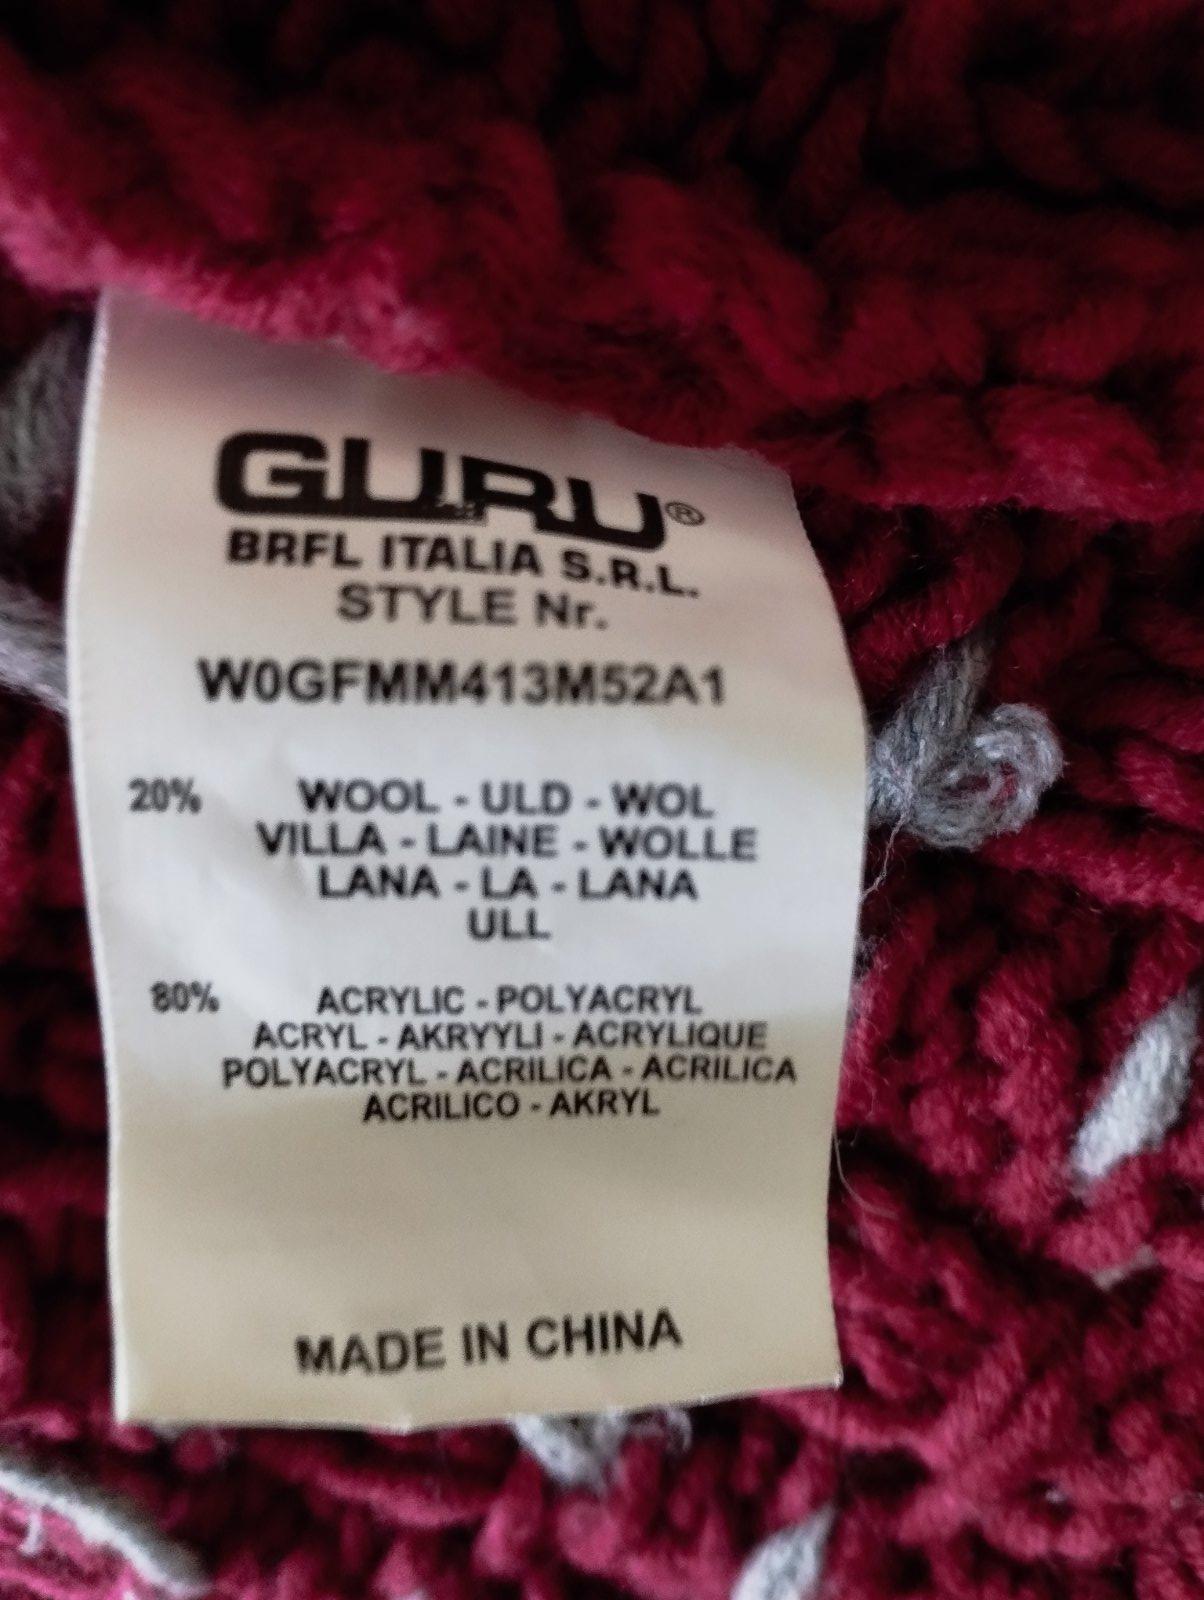 GURU®
BRFL ITALIA S.R.L.
STYLE Nr.
W0GFMM413M52A1
20% WOOL - ULD - WOL
VILLA - LAINE - WOLLE
LANA - LA - LANA
ULL
80% ACRYLIC - POLYACRYL
ACRYL - AKRYYLI - ACRYLIQUE
POLYACRYL - ACRILICA - ACRILICA
ACRILICO - AKRYL
MADE IN CHINA